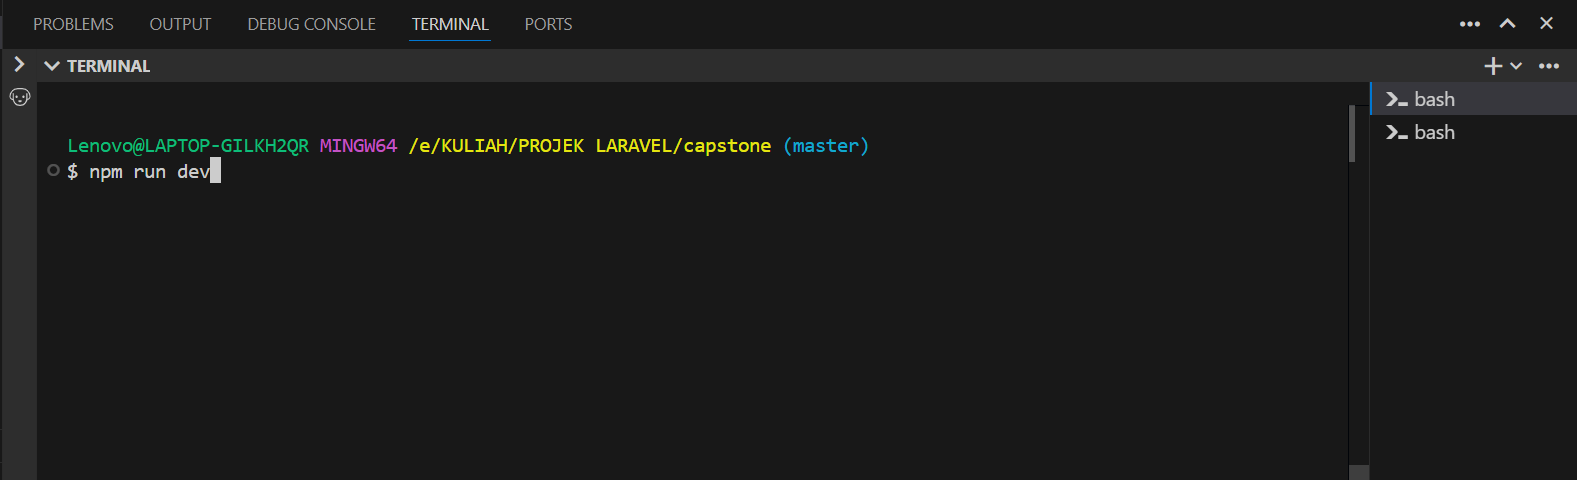 PROBLEMS OUTPUT DEBUG CONSOLE TERMINAL PORTS
TERMINAL
bash
bash
Lenovo@LAPTOP-GILKH2QR MINGW64 /e/KULIAH/PROJEK LARAVEL/capstone (master)
$ npm run dev